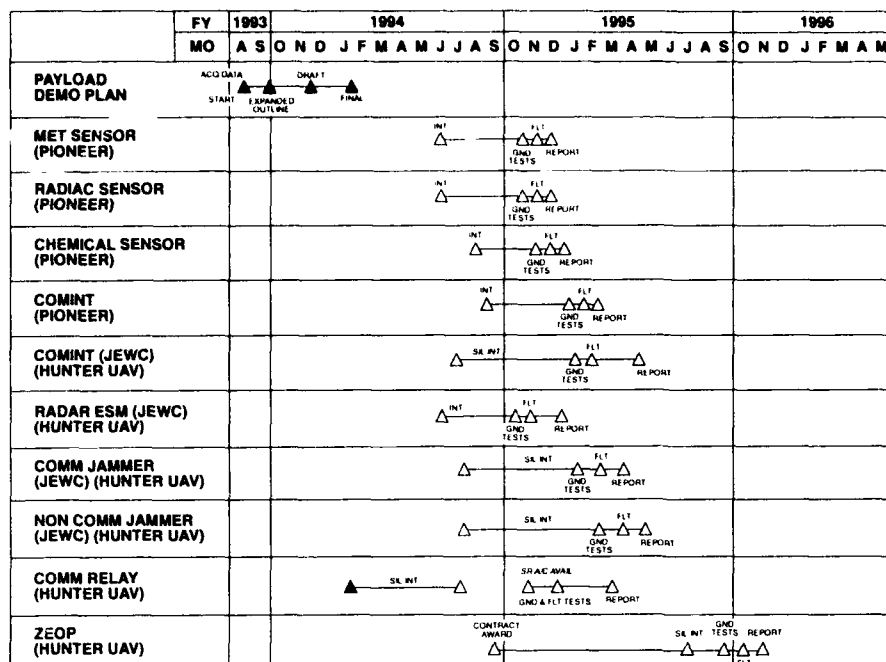 FY 1993 1994 1995 1996
MO A S O N D J F M A M J J A S O N D J F M A M J J A S O N D J F M A M
PAYLOAD
DEMO PLAN
ACQ DATA DRAFT
START EXPANDED
OUTLINE FINAL
MET SENSOR
(PIONEER)
INT FLT
GND
TESTS REPORT
RADIAC SENSOR
(PIONEER)
INT FLT
GND
TESTS REPORT
CHEMICAL SENSOR
(PIONEER)
INT FLT
GND
TESTS REPORT
COMINT
(PIONEER)
INT FLT
GND
TESTS REPORT
COMINT (JEWC)
(HUNTER UAV)
SIL INT FLT
GND
TESTS REPORT
RADAR ESM (JEWC)
(HUNTER UAV)
INT FLT
GND
TESTS REPORT
COMM JAMMER
(JEWC) (HUNTER UAV)
SIL INT FLT
GND
TESTS REPORT
NON COMM JAMMER
(JEWC) (HUNTER UAV)
SIL INT FLT
GND
TESTS REPORT
COMM RELAY
(HUNTER UAV)
SIL INT SR A/C AVAIL
GND & FLT TESTS REPORT
ZEOP
(HUNTER UAV)
CONTRACT
AWARD SIL INT GND
TESTS REPORT
FLT